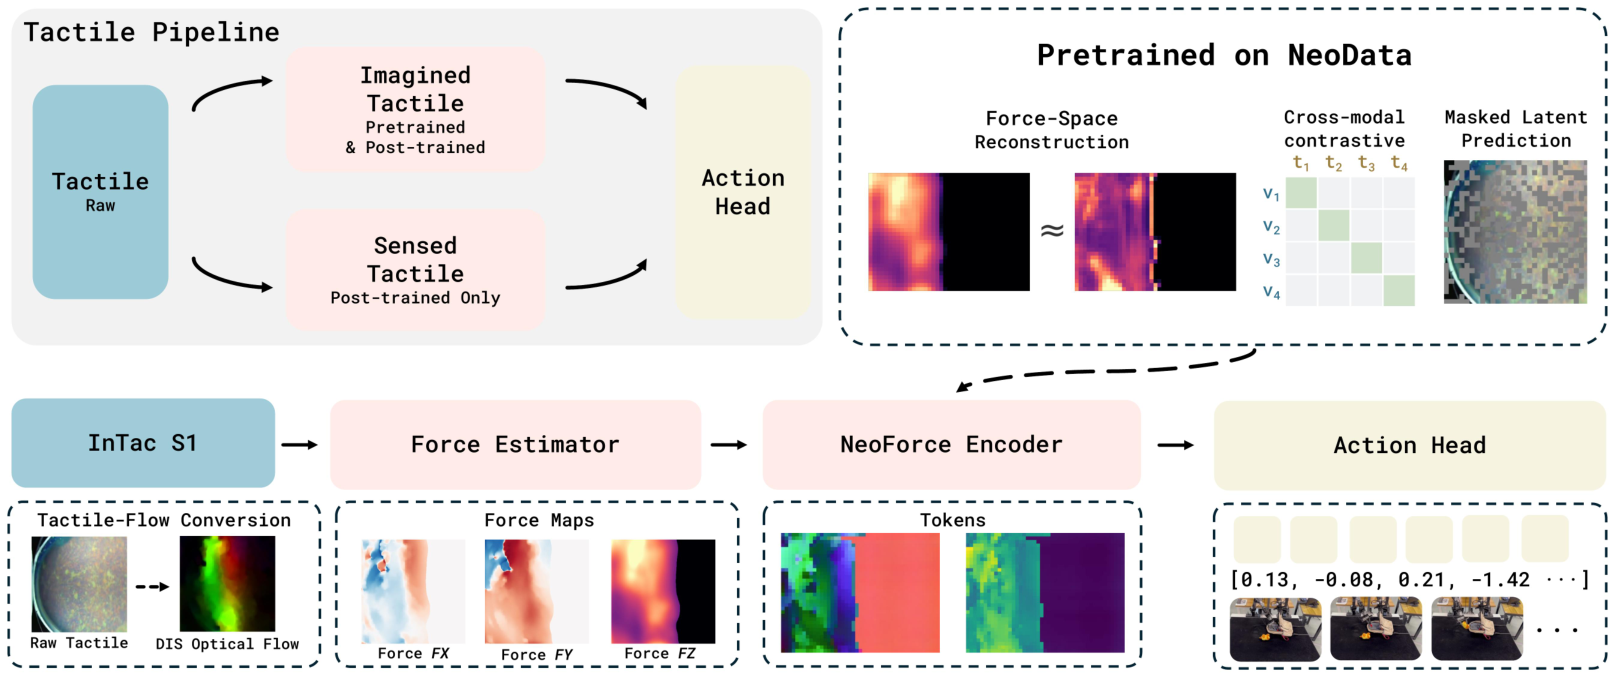 Tactile Pipeline
Tactile
Raw
Imagined
Tactile
Pretrained
& Post-trained
Sensed
Tactile
Post-trained Only
Action
Head
Pretrained on NeoData
Force-Space
Reconstruction
≈
Cross-modal
contrastive
t1 t2 t3 t4
v1
v2
v3
v4
Masked Latent
Prediction
InTac S1
Force Estimator
NeoForce Encoder
Action Head
Tactile-Flow Conversion
Raw Tactile
DIS Optical Flow
Force Maps
Force FX
Force FY
Force FZ
Tokens
[0.13, -0.08, 0.21, -1.42 ···]
···